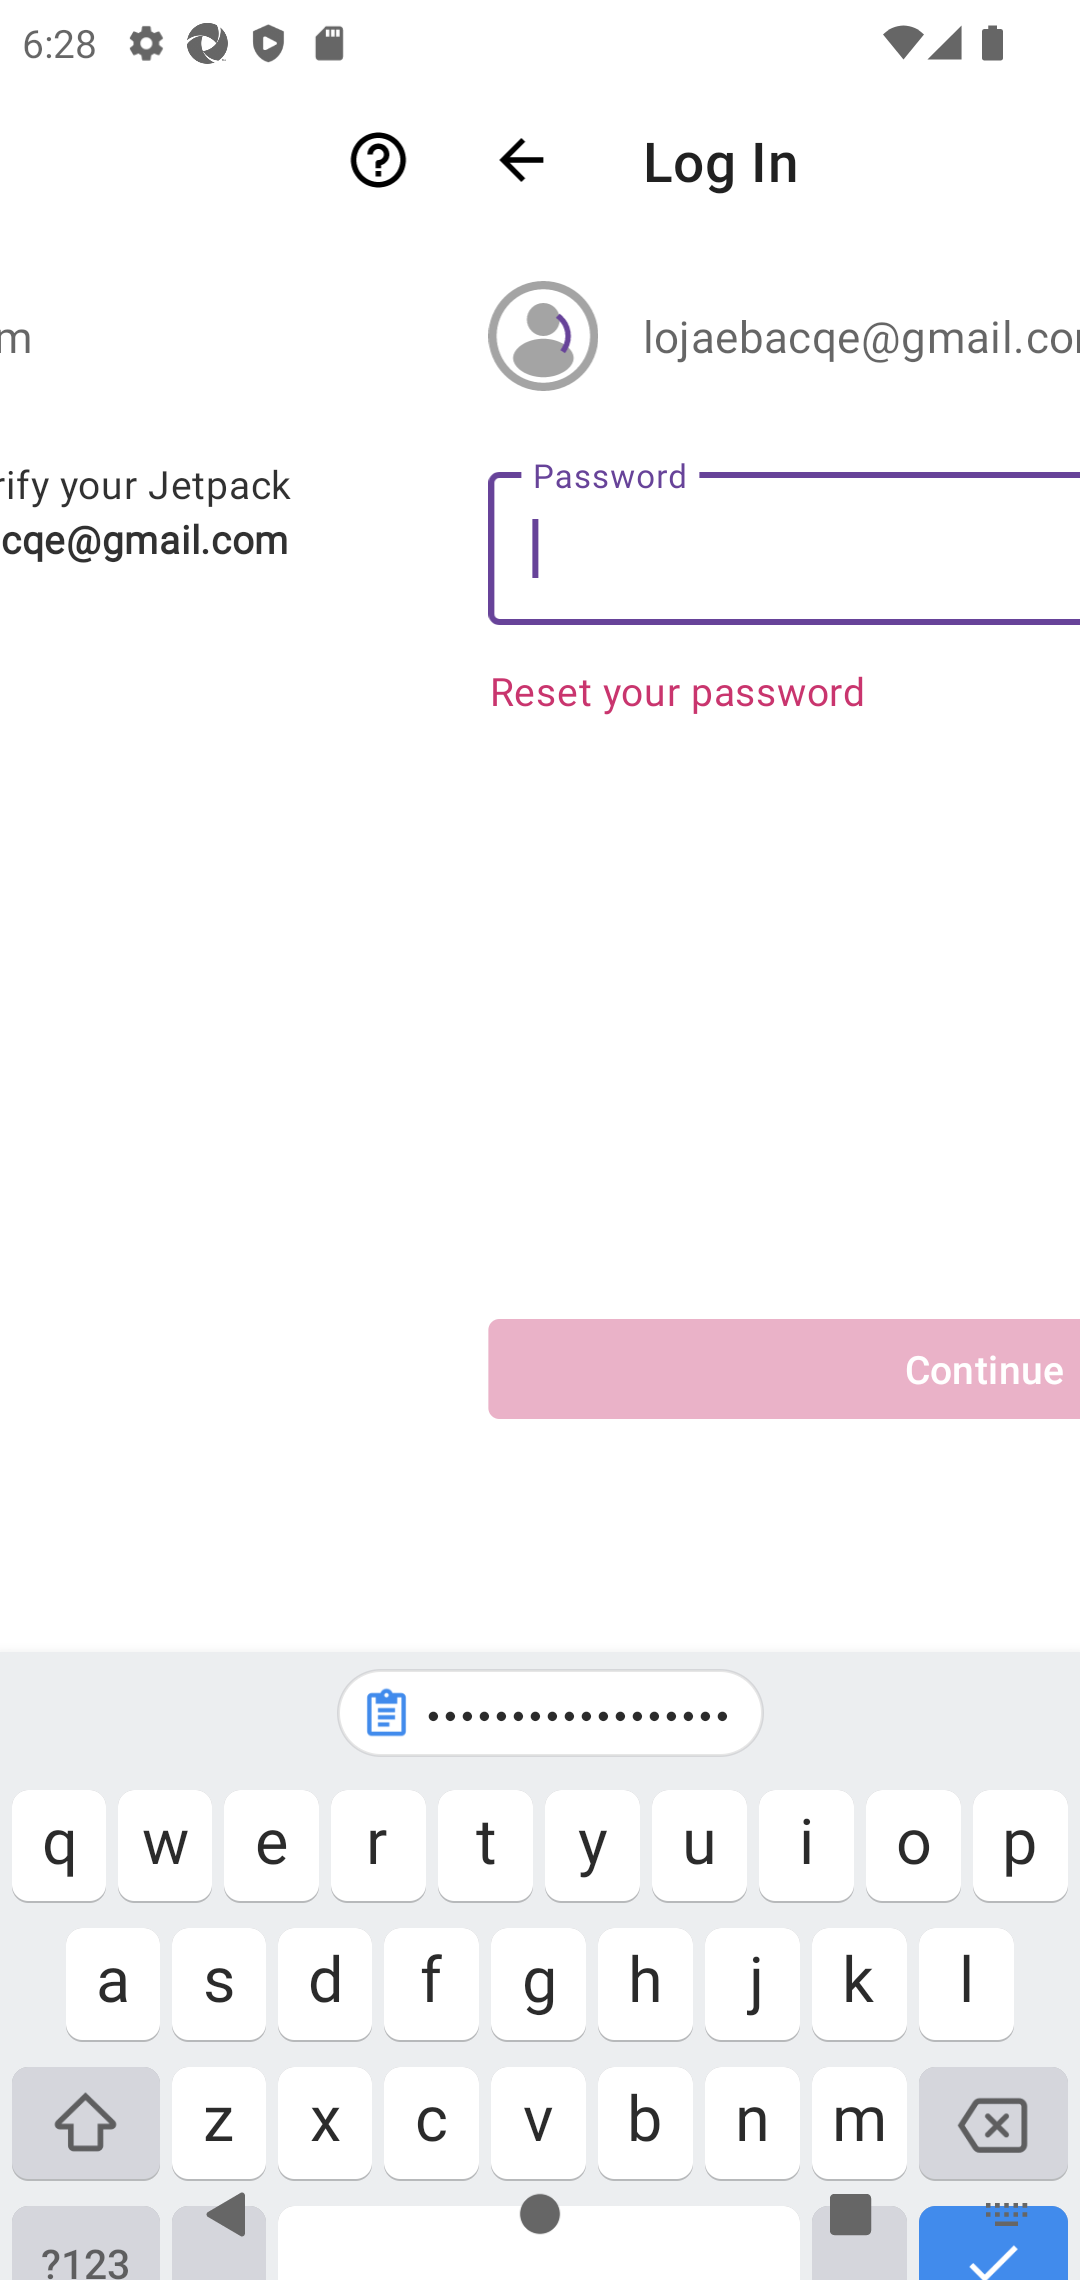 6:28
Log In
m
lojaebacqe@gmail.co
rify your Jetpack
cqe@gmail.com
Password
Reset your password
Continue
••••••••••••••••••
q w e r t y u i o p
a s d f g h j k l
z x c v b n m
?123